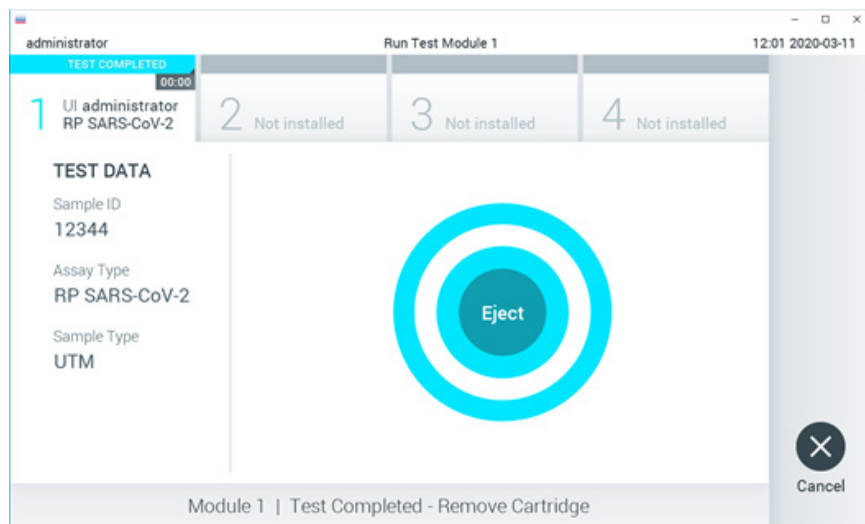 administrator
Run Test Module 1
12:01 2020-03-11
TEST COMPLETED
00:00
1
UI administrator
RP SARS-CoV-2
2 Not installed
3 Not installed
4 Not installed
TEST DATA
Sample ID
12344
Assay Type
RP SARS-CoV-2
Sample Type
UTM
Eject
Cancel
Module 1 | Test Completed - Remove Cartridge